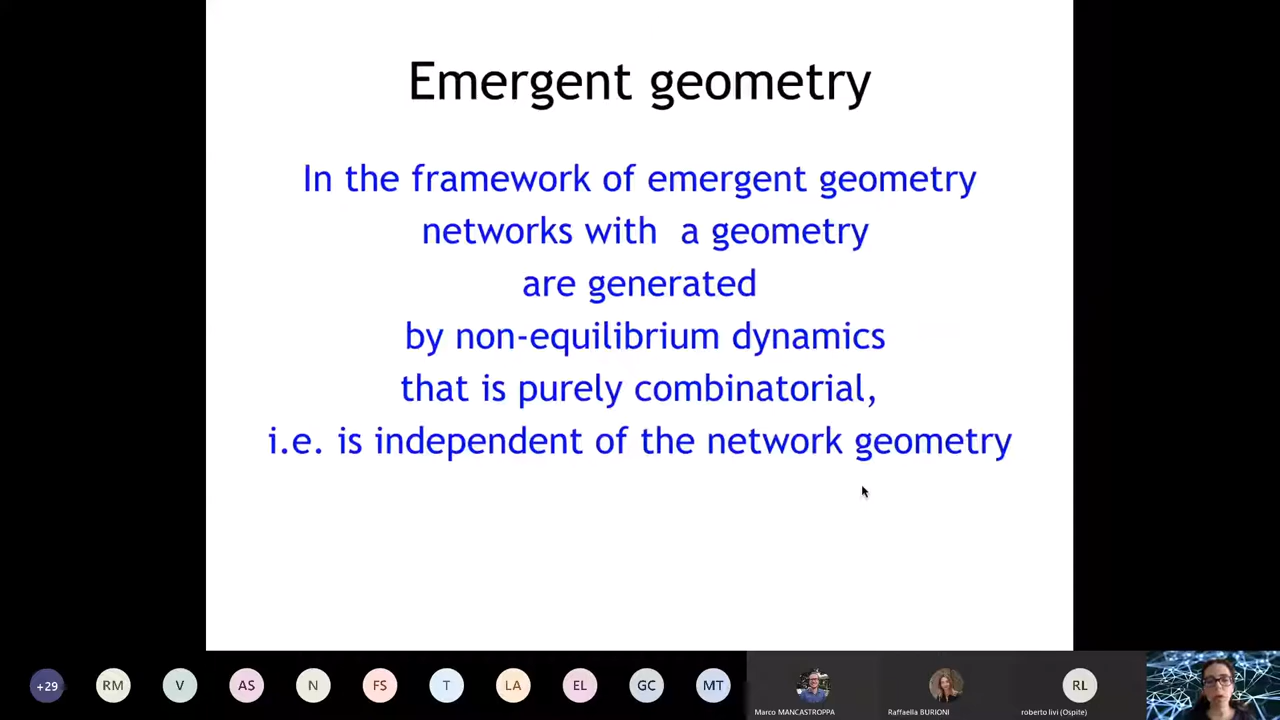 Emergent geometry
In the framework of emergent geometry
networks with a geometry
are generated
by non-equilibrium dynamics
that is purely combinatorial,
i.e. is independent of the network geometry
+29
RM
V
AS
N
FS
T
LA
EL
GC
MT
RL
Marco MANCASTROPPA
Raffaella BURIONI
roberto livi (Ospite)